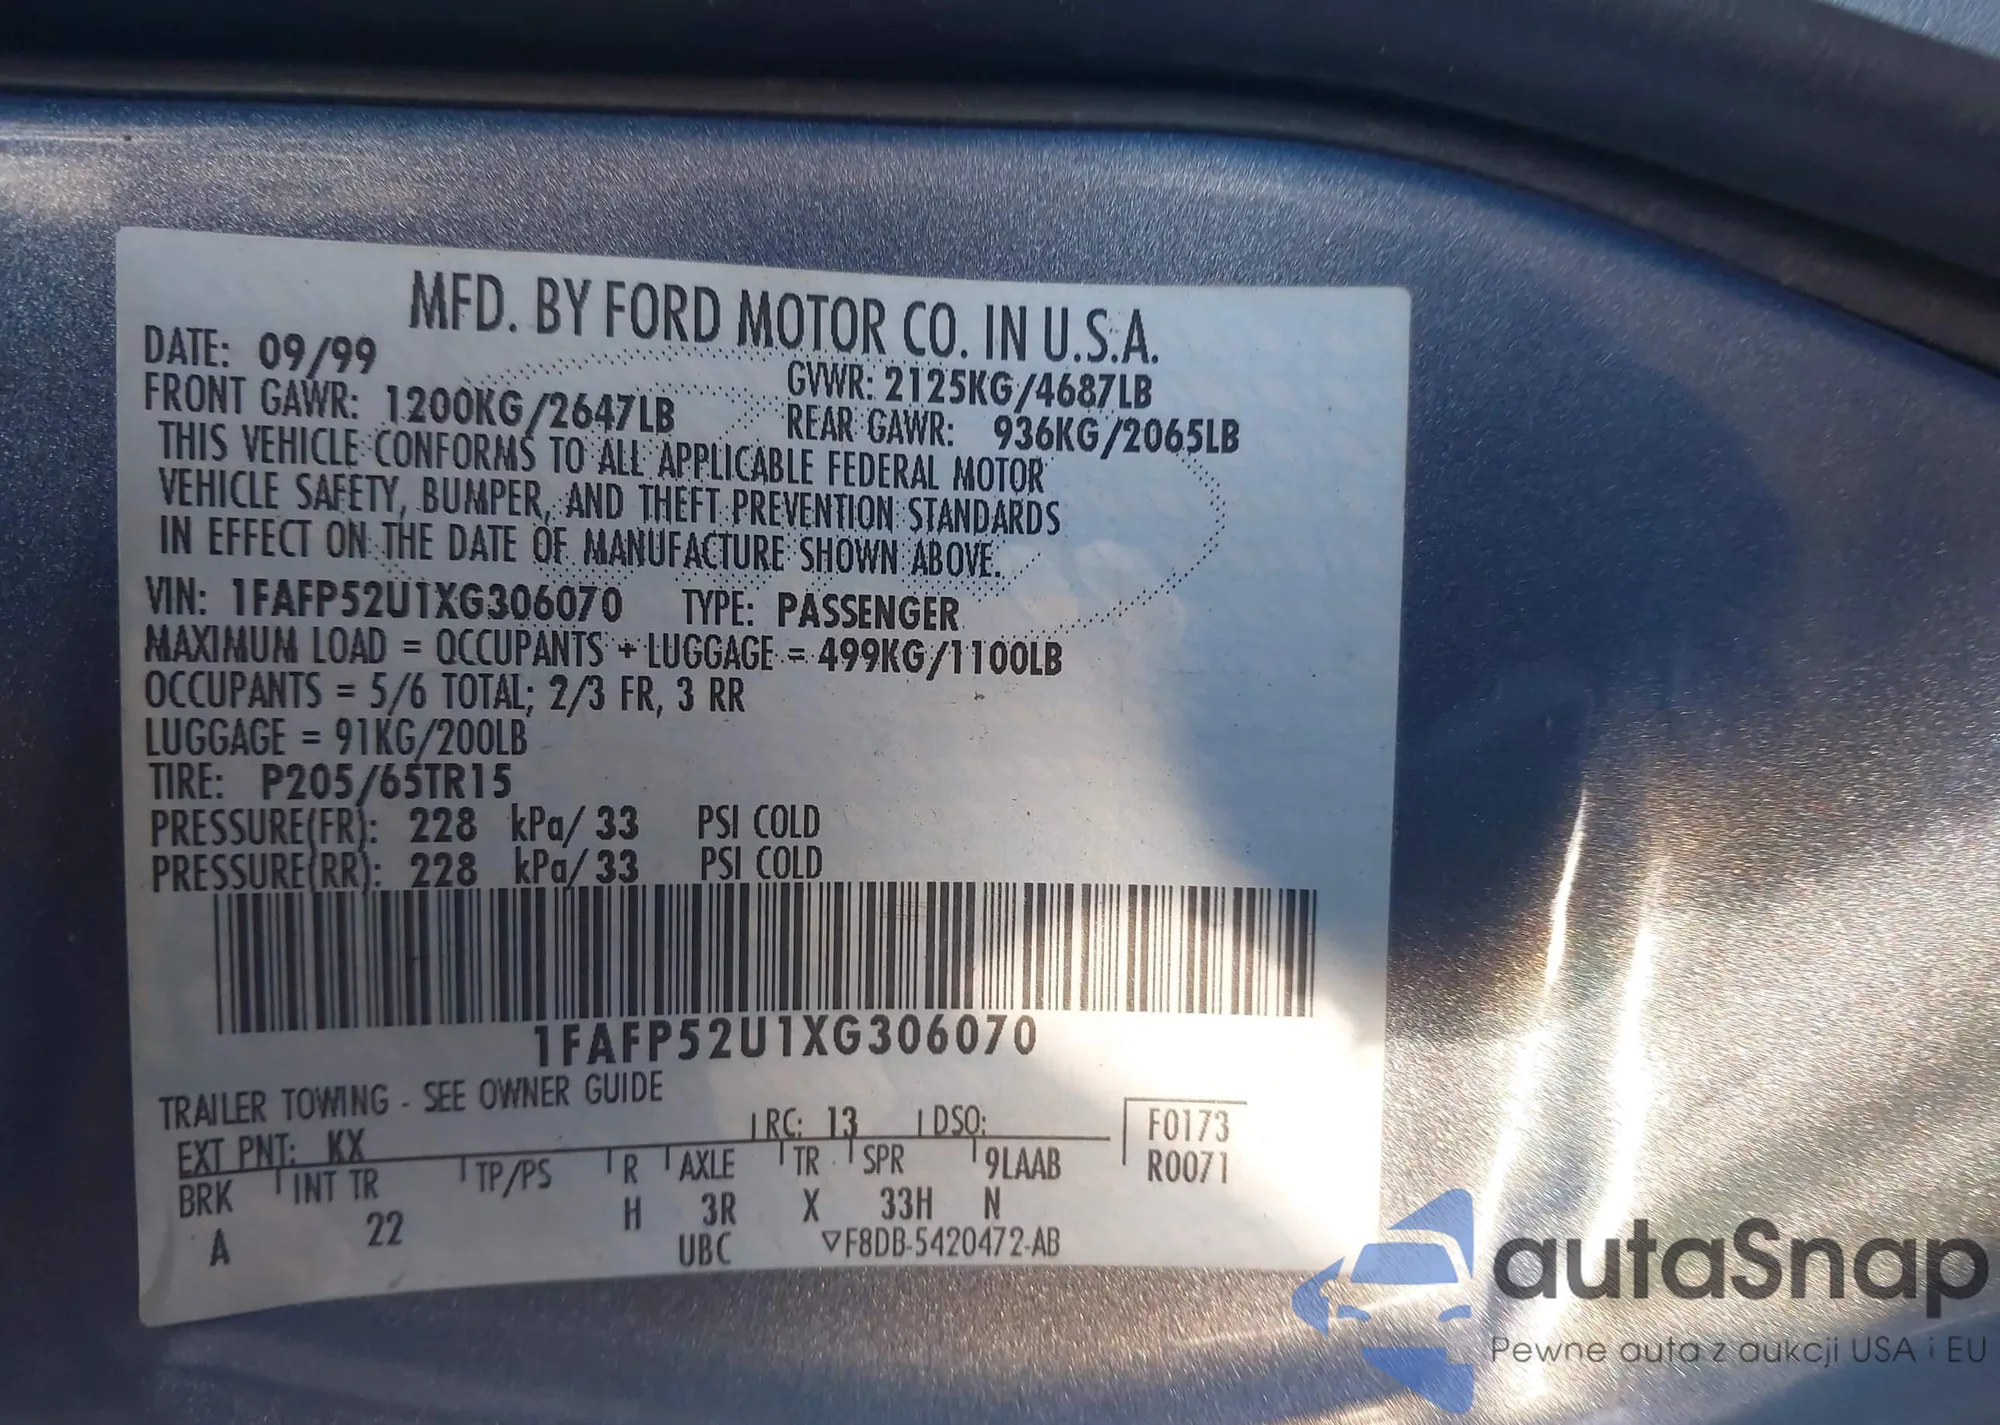 MFD. BY FORD MOTOR CO. IN U.S.A.
DATE: 09/99
GVWR: 2125KG/4687LB
FRONT GAWR: 1200KG/2647LB
REAR GAWR: 936KG/2065LB
THIS VEHICLE CONFORMS TO ALL APPLICABLE FEDERAL MOTOR
VEHICLE SAFETY, BUMPER, AND THEFT PREVENTION STANDARDS
IN EFFECT ON THE DATE OF MANUFACTURE SHOWN ABOVE.
VIN: 1FAFP52U1XG306070 TYPE: PASSENGER
MAXIMUM LOAD = OCCUPANTS + LUGGAGE = 499KG/1100LB
OCCUPANTS = 5/6 TOTAL; 2/3 FR, 3 RR
LUGGAGE = 91KG/200LB
TIRE: P205/65TR15
PRESSURE(FR): 228 kPa/ 33 PSI COLD
PRESSURE(RR): 228 kPa/ 33 PSI COLD
1FAFP52U1XG306070
TRAILER TOWING - SEE OWNER GUIDE
EXT PNT: KX RC: 13 DSO: F0173
BRK INT TR TP/PS R AXLE TR SPR 9LAAB R0071
A 22 H 3R X 33H N
UBC ▽F8DB-5420472-AB
autaSnap
Pewne auta z aukcji USA i EU